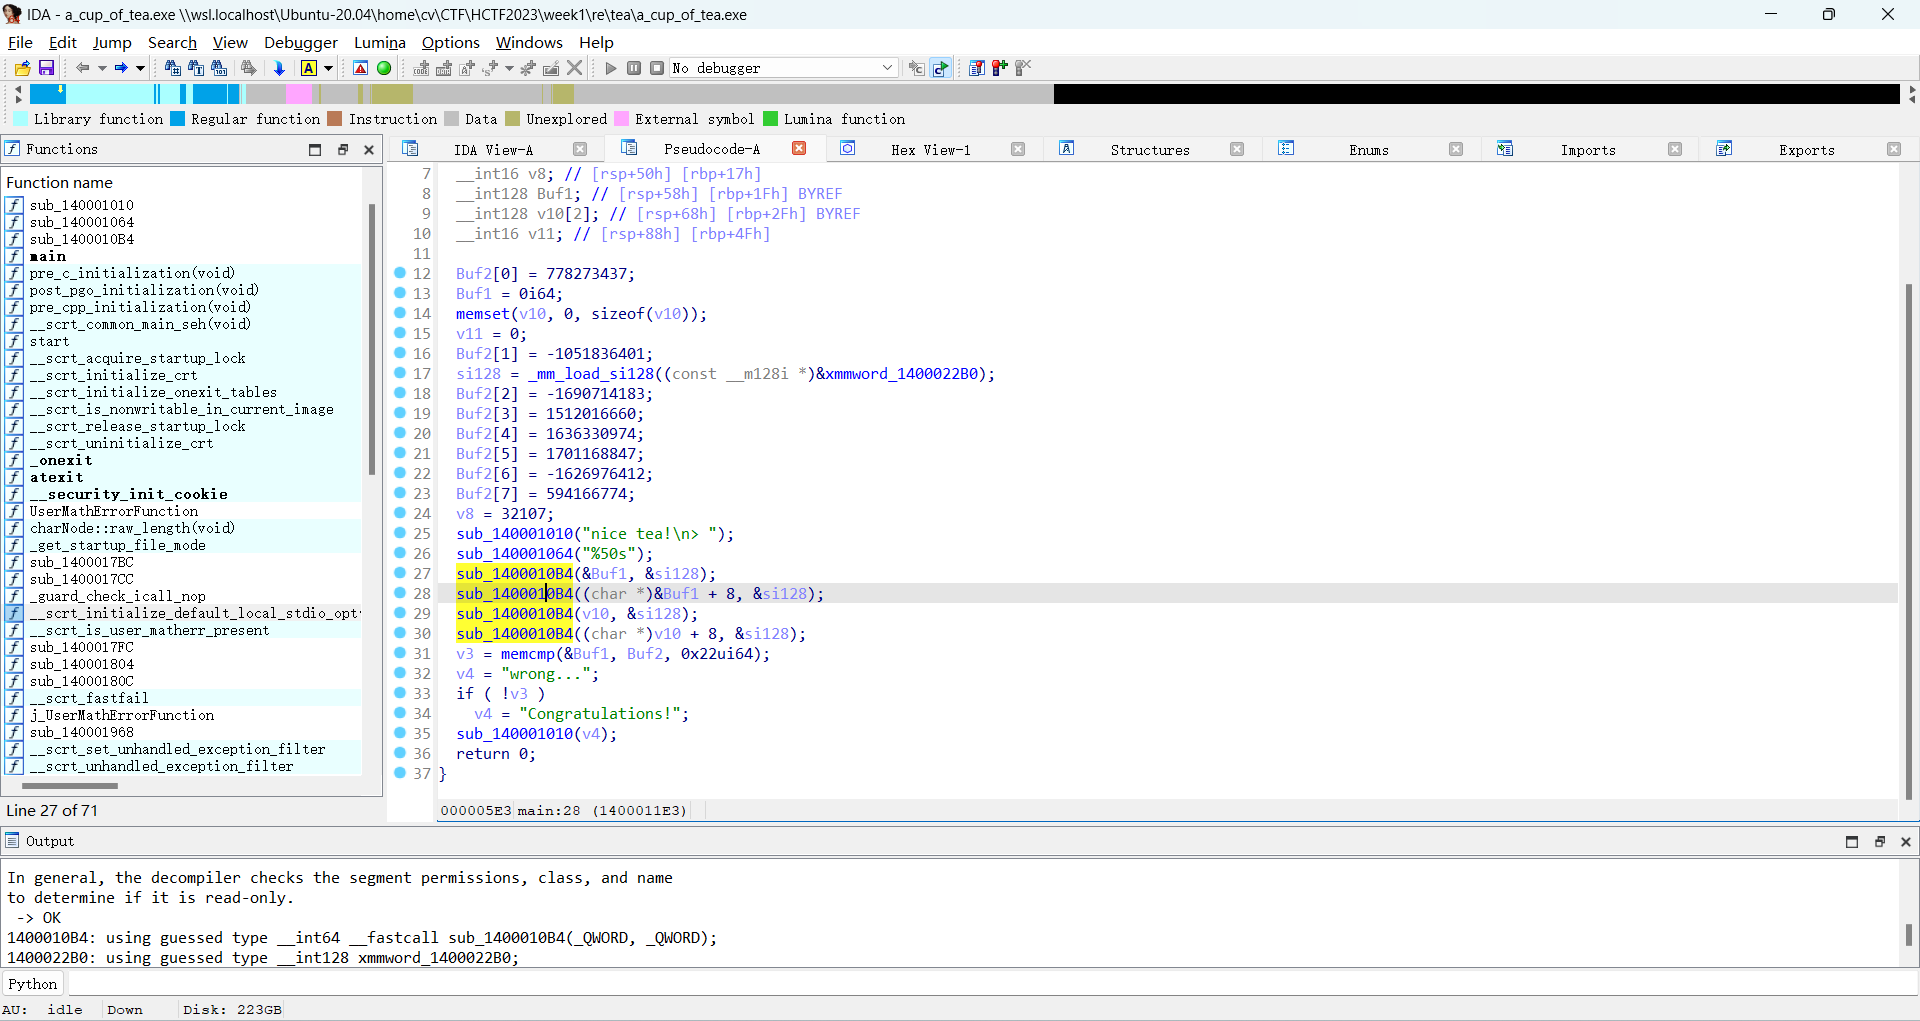 IDA - a_cup_of_tea.exe \\wsl.localhost\Ubuntu-20.04\home\cv\CTF\HCTF2023\week1\re\tea\a_cup_of_tea.exe
File Edit Jump Search View Debugger Lumina Options Windows Help
No debugger
Library function Regular function Instruction Data Unexplored External symbol Lumina function
Functions
Function name
sub_140001010
sub_140001064
sub_1400010B4
main
pre_c_initialization(void)
post_pgo_initialization(void)
pre_cpp_initialization(void)
__scrt_common_main_seh(void)
start
__scrt_acquire_startup_lock
__scrt_initialize_crt
__scrt_initialize_onexit_tables
__scrt_is_nonwritable_in_current_image
__scrt_release_startup_lock
__scrt_uninitialize_crt
_onexit
atexit
__security_init_cookie
UserMathErrorFunction
charNode::raw_length(void)
_get_startup_file_mode
sub_1400017BC
sub_1400017CC
_guard_check_icall_nop
__scrt_initialize_default_local_stdio_opt
__scrt_is_user_matherr_present
sub_1400017FC
sub_140001804
sub_14000180C
__scrt_fastfail
j_UserMathErrorFunction
sub_140001968
__scrt_set_unhandled_exception_filter
__scrt_unhandled_exception_filter
Line 27 of 71
IDA View-A Pseudocode-A Hex View-1 Structures Enums Imports Exports
7 __int16 v8; // [rsp+50h] [rbp+17h]
8 __int128 Buf1; // [rsp+58h] [rbp+1Fh] BYREF
9 __int128 v10[2]; // [rsp+68h] [rbp+2Fh] BYREF
10 __int16 v11; // [rsp+88h] [rbp+4Fh]
11
12 Buf2[0] = 778273437;
13 Buf1 = 0i64;
14 memset(v10, 0, sizeof(v10));
15 v11 = 0;
16 Buf2[1] = -1051836401;
17 si128 = _mm_load_si128((const __m128i *)&xmmword_1400022B0);
18 Buf2[2] = -1690714183;
19 Buf2[3] = 1512016660;
20 Buf2[4] = 1636330974;
21 Buf2[5] = 1701168847;
22 Buf2[6] = -1626976412;
23 Buf2[7] = 594166774;
24 v8 = 32107;
25 sub_140001010("nice tea!\n> ");
26 sub_140001064("%50s");
27 sub_1400010B4(&Buf1, &si128);
28 sub_1400010B4((char *)&Buf1 + 8, &si128);
29 sub_1400010B4(v10, &si128);
30 sub_1400010B4((char *)v10 + 8, &si128);
31 v3 = memcmp(&Buf1, Buf2, 0x22ui64);
32 v4 = "wrong...";
33 if ( !v3 )
34 v4 = "Congratulations!";
35 sub_140001010(v4);
36 return 0;
37 }
000005E3 main:28 (1400011E3)
Output
In general, the decompiler checks the segment permissions, class, and name
to determine if it is read-only.
-> OK
1400010B4: using guessed type __int64 __fastcall sub_1400010B4(_QWORD, _QWORD);
1400022B0: using guessed type __int128 xmmword_1400022B0;
Python
AU: idle Down Disk: 223GB